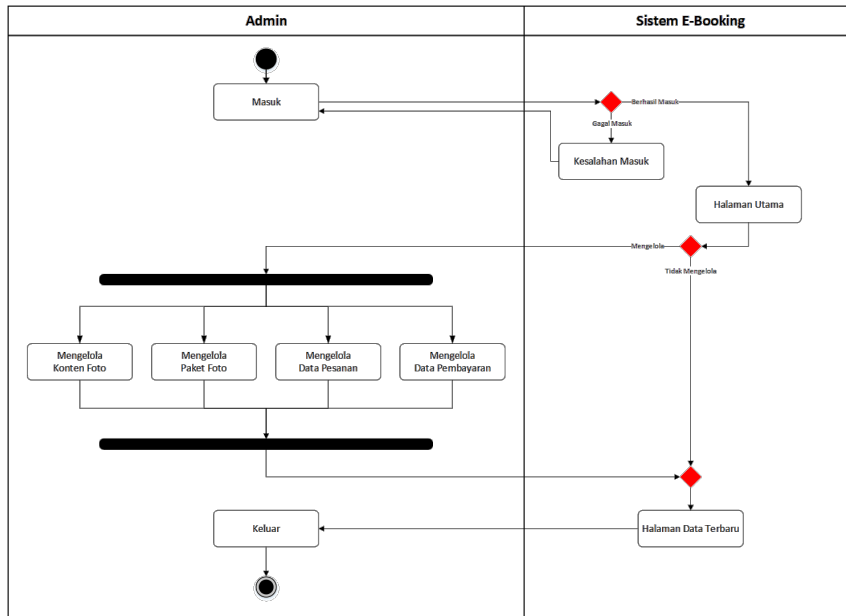 Admin
Sistem E-Booking
Masuk
Berhasil Masuk
Gagal Masuk
Kesalahan Masuk
Halaman Utama
Mengelola
Tidak Mengelola
Mengelola
Konten Foto
Mengelola
Paket Foto
Mengelola
Data Pesanan
Mengelola
Data Pembayaran
Keluar
Halaman Data Terbaru